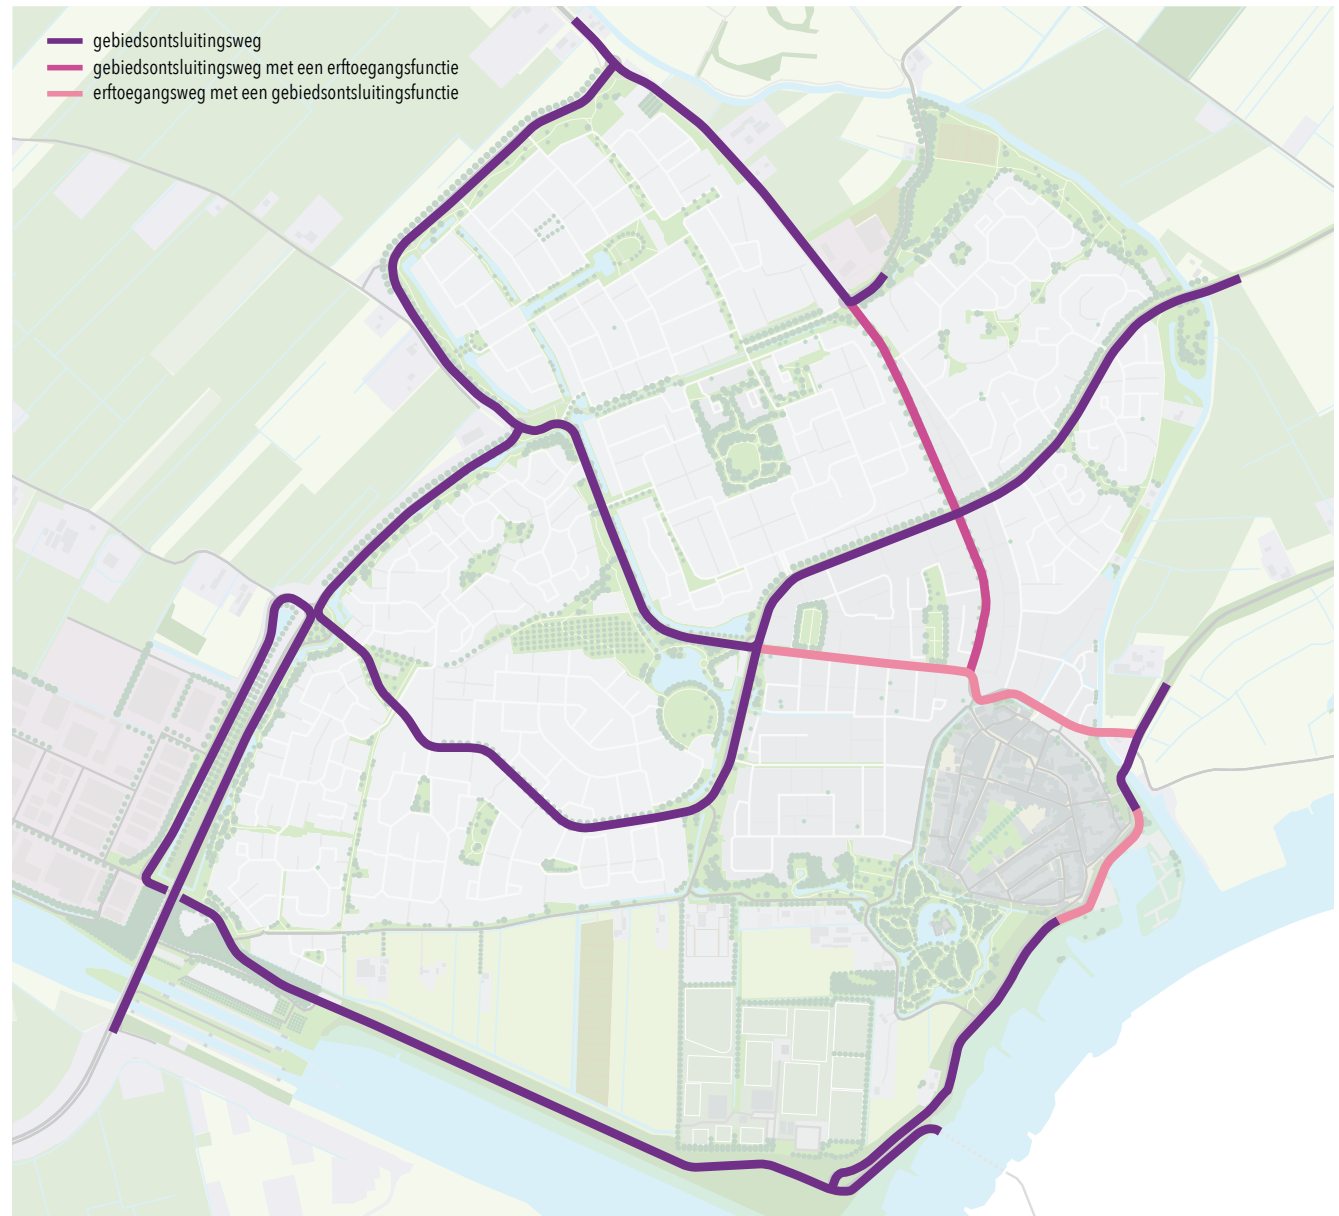 gebiedsontsluitingsweg
gebiedsontsluitingsweg met een erftoegangsfunctie
erftoegangsweg met een gebiedsontsluitingsfunctie